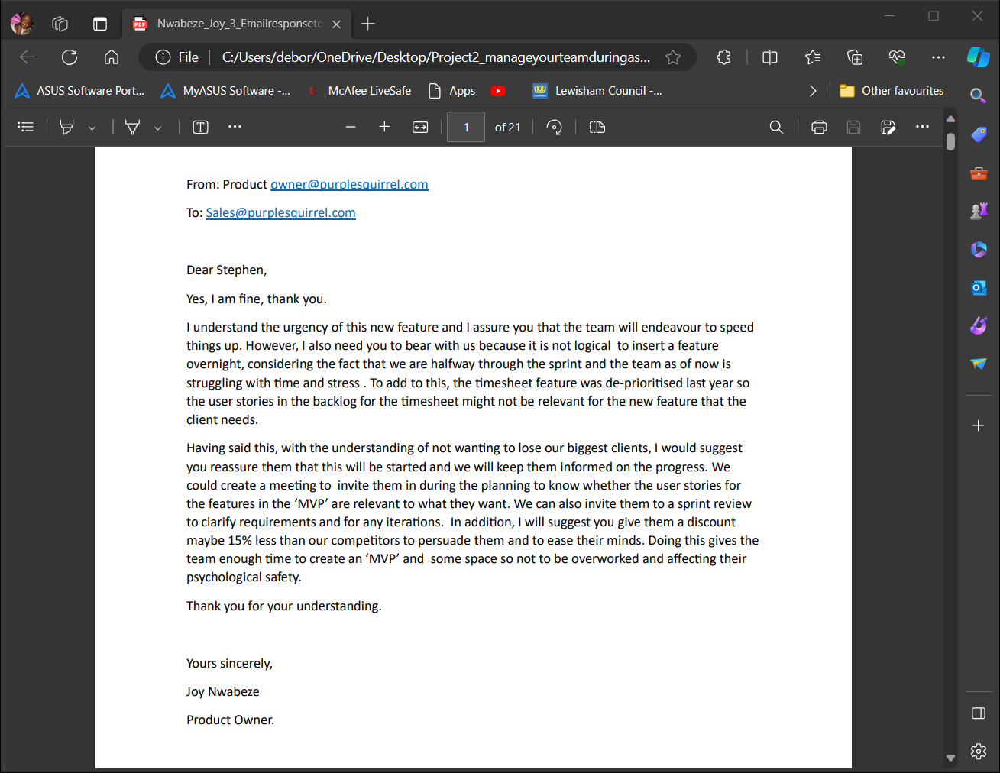 Nwabeze_Joy_3_Emailresponseto
File
C:/Users/debor/OneDrive/Desktop/Project2_manageyourteamduringas...
ASUS Software Port...
MyASUS Software -...
McAfee LiveSafe
Apps
Lewisham Council -...
Other favourites
1 of 21
From: Product owner@purplesquirrel.com
To: Sales@purplesquirrel.com
Dear Stephen,
Yes, I am fine, thank you.
I understand the urgency of this new feature and I assure you that the team will endeavour to speed
things up. However, I also need you to bear with us because it is not logical  to insert a feature
overnight, considering the fact that we are halfway through the sprint and the team as of now is
struggling with time and stress . To add to this, the timesheet feature was de-prioritised last year so
the user stories in the backlog for the timesheet might not be relevant for the new feature that the
client needs.
Having said this, with the understanding of not wanting to lose our biggest clients, I would suggest
you reassure them that this will be started and we will keep them informed on the progress. We
could create a meeting to  invite them in during the planning to know whether the user stories for
the features in the ‘MVP’ are relevant to what they want. We can also invite them to a sprint review
to clarify requirements and for any iterations.  In addition, I will suggest you give them a discount
maybe 15% less than our competitors to persuade them and to ease their minds. Doing this gives the
team enough time to create an ‘MVP’ and  some space so not to be overworked and affecting their
psychological safety.
Thank you for your understanding.
Yours sincerely,
Joy Nwabeze
Product Owner.